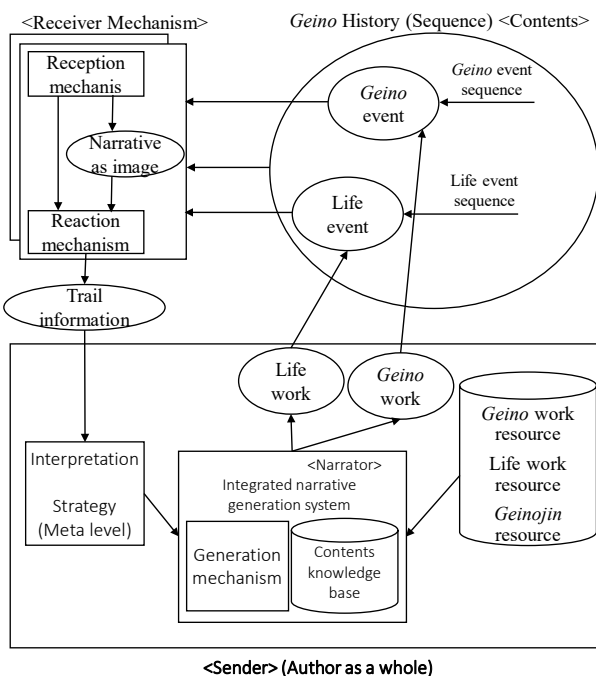 <Receiver Mechanism>
Geino History (Sequence) <Contents>
Reception
mechanis
Narrative
as image
Reaction
mechanism
Geino
event
Geino event
sequence
Life
event
Life event
sequence
Trail
information
Life
work
Geino
work
Geino work
resource
Life work
resource
Geinojin
resource
Interpretation
Strategy
(Meta level)
<Narrator>
Integrated narrative
generation system
Generation
mechanism
Contents
knowledge
base
<Sender> (Author as a whole)